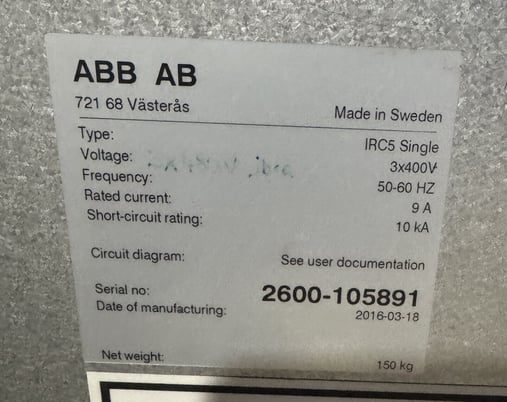 ABB AB
721 68 Västerås Made in Sweden
Type: IRC5 Single
Voltage: 3x400V
Frequency: 50-60 HZ
Rated current: 9 A
Short-circuit rating: 10 kA
Circuit diagram: See user documentation
Serial no: 2600-105891
Date of manufacturing: 2016-03-18
Net weight: 150 kg